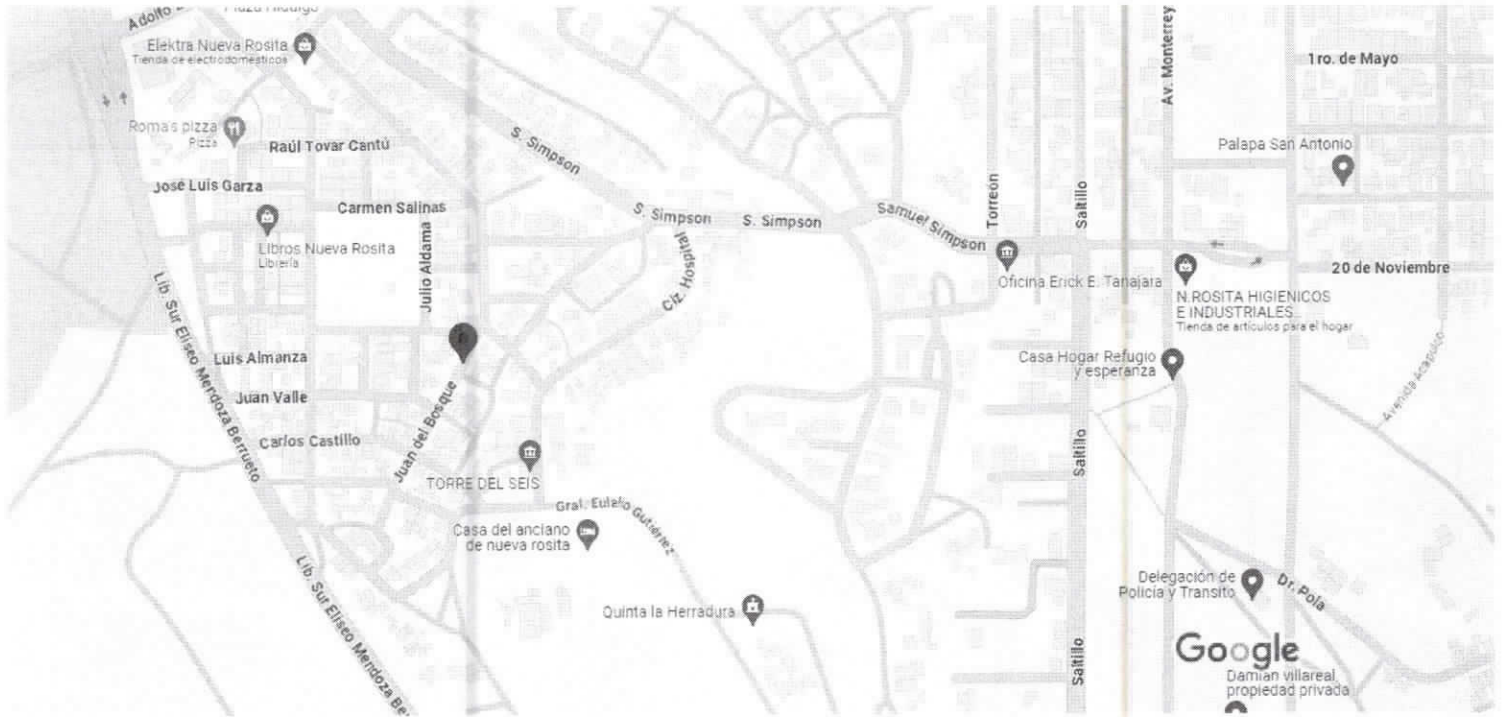 Adolfo
Plaza Hidalgo
Elektra Nueva Rosita
Tienda de electrodomésticos
Av. Monterrey
1ro. de Mayo
Roma's pizza
Pizza
Raúl Tovar Cantú
S. Simpson
Palapa San Antonio
José Luis Garza
Carmen Salinas
S. Simpson
S. Simpson
Samuel Simpson
Torreón
Saltillo
Libros Nueva Rosita
Librería
Julio Aldama
Clz. Hospital
Oficina Erick E. Tanajara
20 de Noviembre
N.ROSITA HIGIENICOS
E INDUSTRIALES...
Tienda de artículos para el hogar
Lib. Sur Eliseo Mendoza Berrueto
Luis Almanza
Casa Hogar Refugio
y esperanza
Avenida Acapulco
Juan Valle
Juan del Bosque
Carlos Castillo
Saltillo
TORRE DEL SEIS
Gral. Eulalio Gutiérrez
Casa del anciano
de nueva rosita
Lib. Sur Eliseo Mendoza Be
Quinta la Herradura
Delegación de
Policía y Transito
Dr. Pola
Saltillo
Google
Damian villareal
propiedad privada